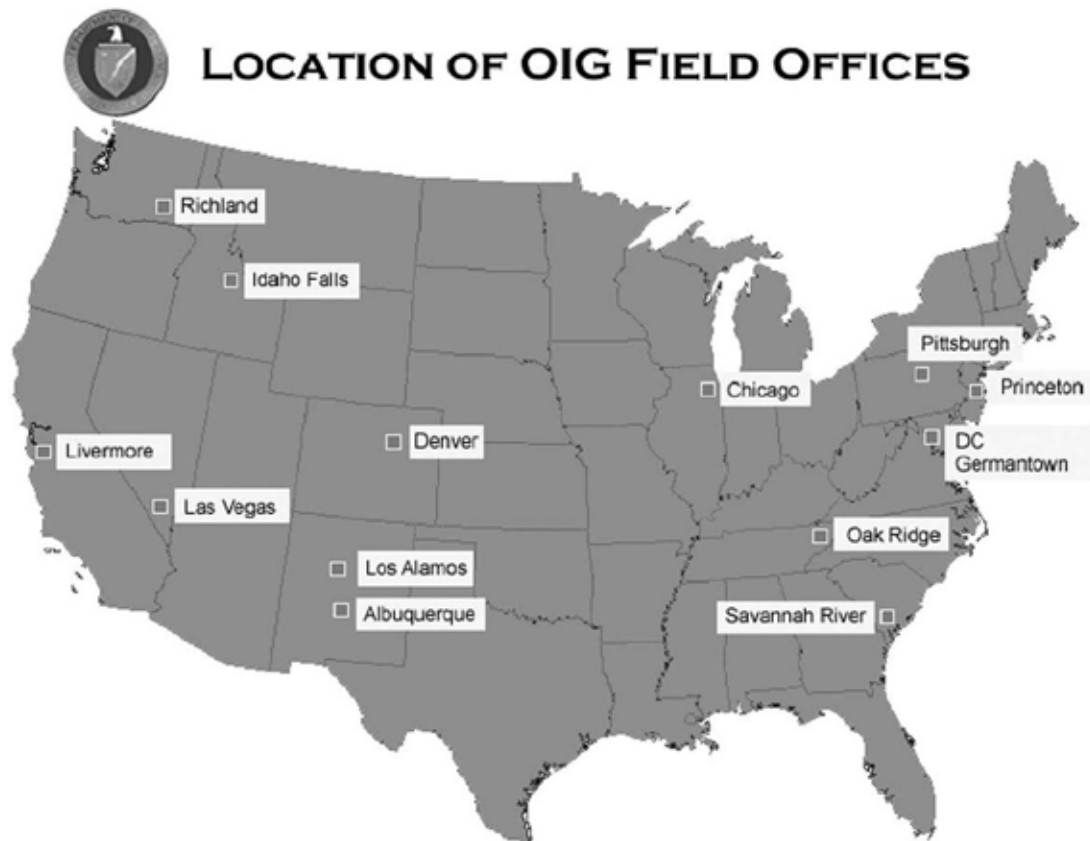 LOCATION OF OIG FIELD OFFICES
Richland
Idaho Falls
Pittsburgh
Chicago
Princeton
Denver
Livermore
DC
Germantown
Las Vegas
Oak Ridge
Los Alamos
Albuquerque
Savannah River